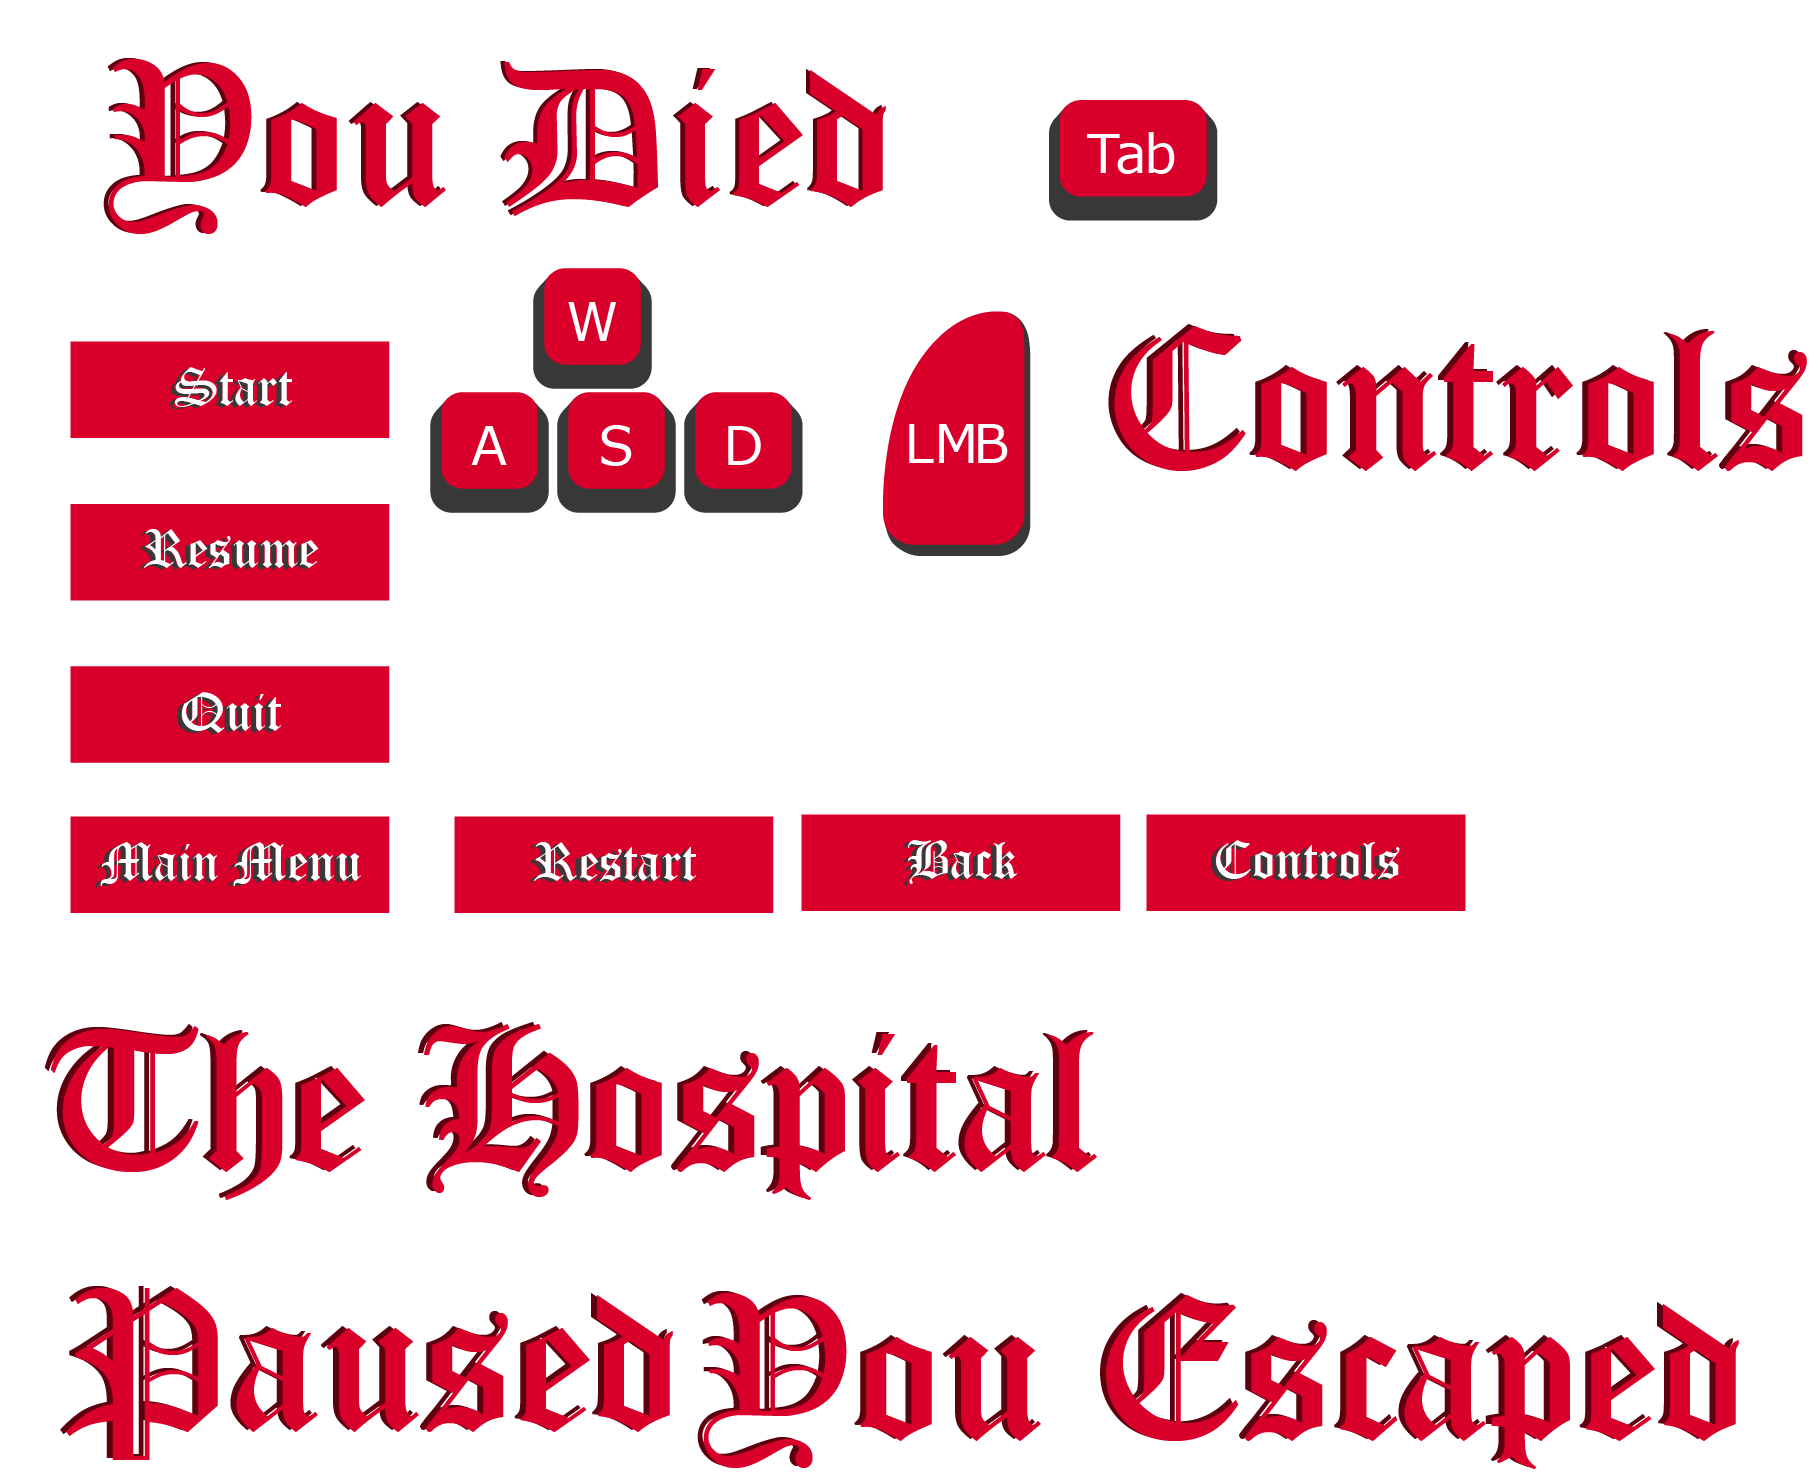 You Died
Tab
W
A S D
LMB
Controls
Start
Resume
Quit
Main Menu
Restart
Back
Controls
The Hospital
Paused
You Escaped